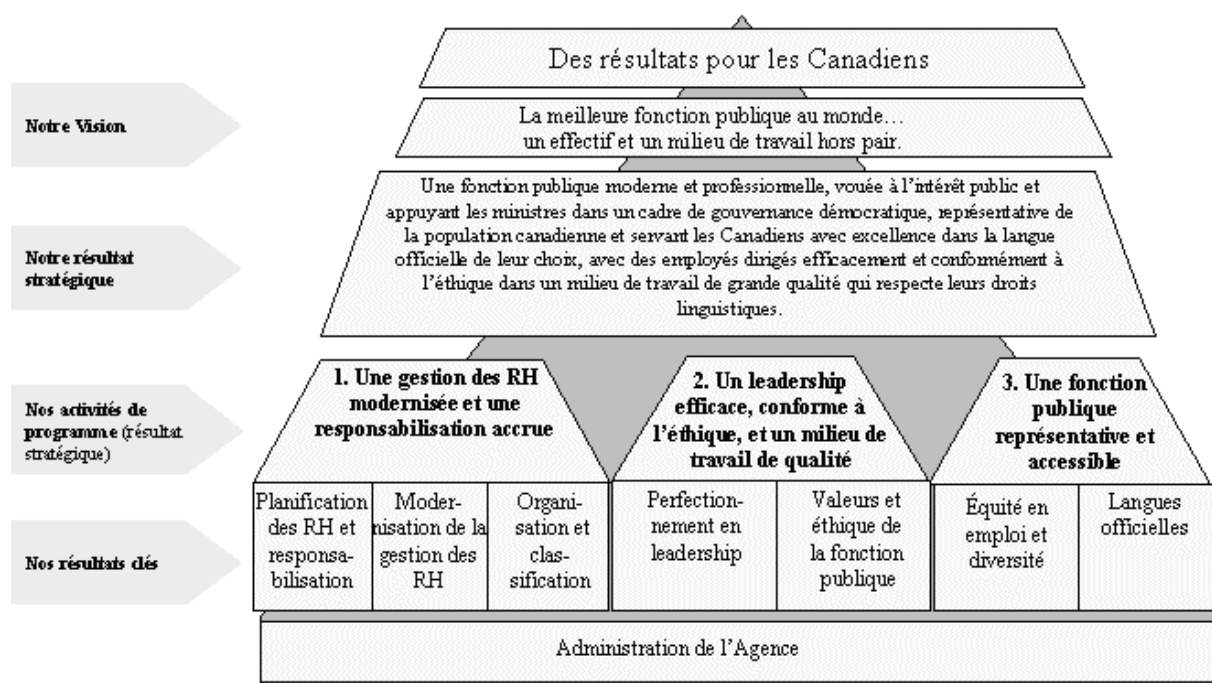 Des résultats pour les Canadiens
Notre Vision
La meilleure fonction publique au monde…
un effectif et un milieu de travail hors pair.
Notre résultat
stratégique
Une fonction publique moderne et professionnelle, vouée à l’intérêt public et
appuyant les ministres dans un cadre de gouvernance démocratique, représentative de
la population canadienne et servant les Canadiens avec excellence dans la langue
officielle de leur choix, avec des employés dirigés efficacement et conformément à
l’éthique dans un milieu de travail de grande qualité qui respecte leurs droits
linguistiques.
Nos activités de
programme (résultat
stratégique)
1. Une gestion des RH
modernisée et une
responsabilisation accrue
2. Un leadership
efficace, conforme à
l’éthique, et un milieu de
travail de qualité
3. Une fonction
publique
représentative et
accessible
Nos résultats clés
Planification
des RH et
responsa-
bilisation
Moder-
nisation de la
gestion des
RH
Organi-
sation et
clas-
sification
Perfection-
nement en
leadership
Valeurs et
éthique de
la fonction
publique
Équité en
emploi et
diversité
Langues
officielles
Administration de l’Agence